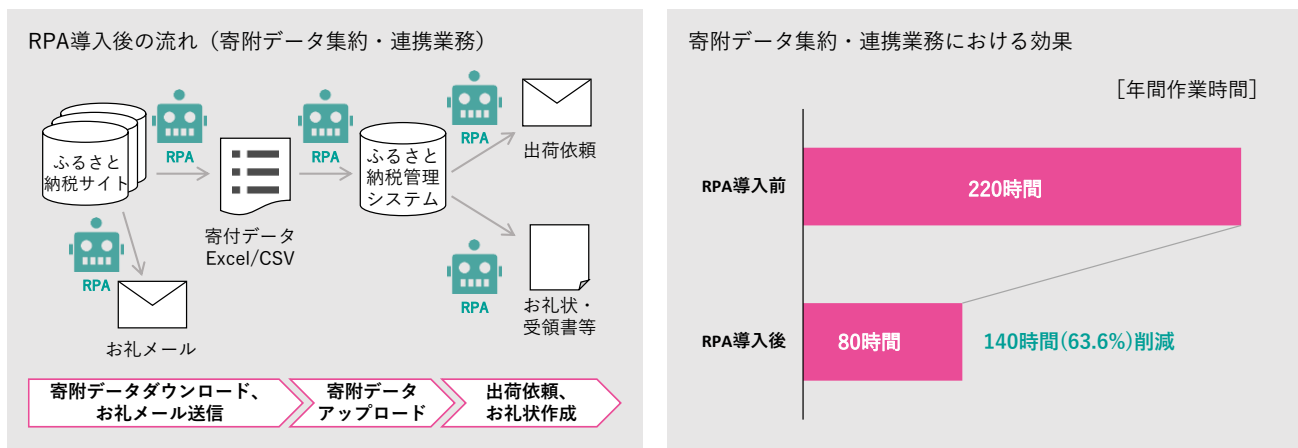 RPA導入後の流れ（寄附データ集約・連携業務）
RPA
RPA
RPA
出荷依頼
ふるさと
納税サイト
ふるさと
納税管理
システム
寄付データ
Excel/CSV
RPA
お礼メール
RPA
お礼状・
受領書等
寄附データダウンロード、
お礼メール送信
寄附データ
アップロード
出荷依頼、
お礼状作成
寄附データ集約・連携業務における効果
［年間作業時間］
RPA導入前
220時間
RPA導入後
80時間
140時間(63.6%)削減